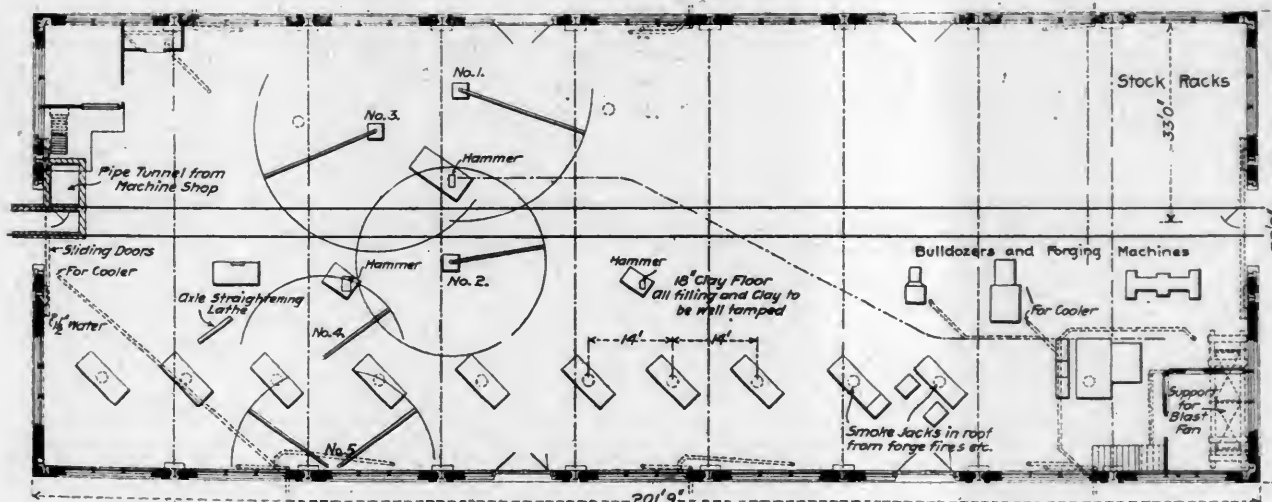 No.1.
No.3.
Stock Racks
33'0"
Hammer
Pipe Tunnel from
Machine Shop
Sliding Doors
For Cooler
Hammer
No.2.
Hammer
18" Clay Floor
All filling and Clay to
be well tamped
Bulldozers and Forging Machines
Axle Straightening
Lathe
For Cooler
Water
No.4.
14'
14'
Smoke Jacks in roof
from forge fires etc.
Support
for
Blast
Fan
No.5
201'9"